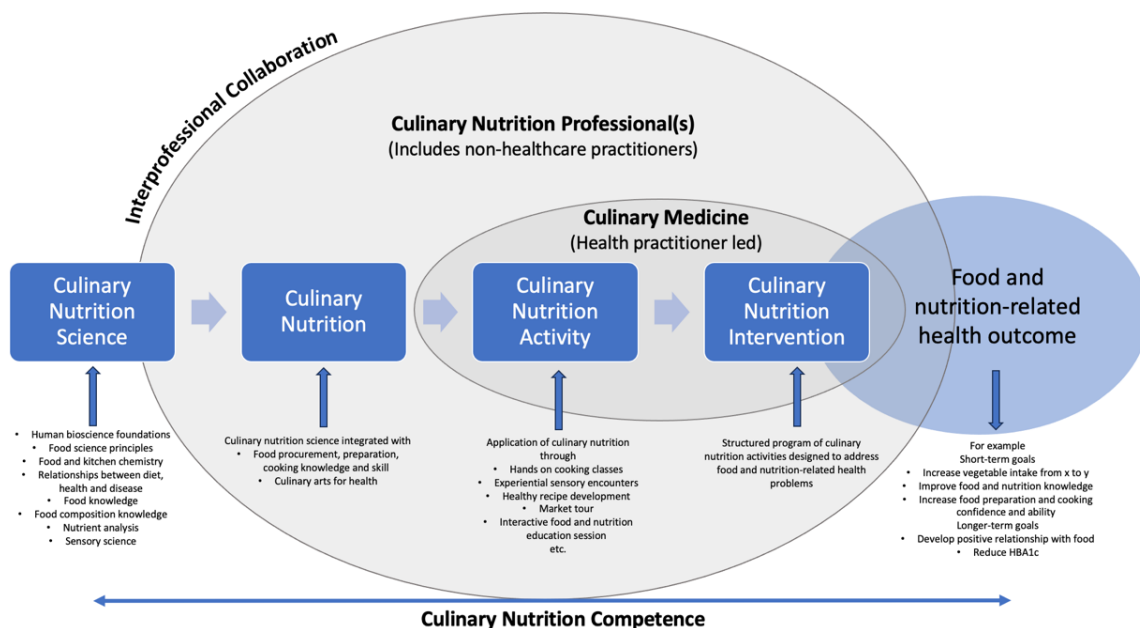 Interprofessional Collaboration
Culinary Nutrition Professional(s)
(Includes non-healthcare practitioners)
Culinary Medicine
(Health practitioner led)
Culinary
Nutrition
Science
Culinary
Nutrition
Culinary
Nutrition
Activity
Culinary
Nutrition
Intervention
Food and
nutrition-related
health outcome
• Human bioscience foundations
• Food science principles
• Food and kitchen chemistry
• Relationships between diet,
health and disease
• Food knowledge
• Food composition knowledge
• Nutrient analysis
• Sensory science
Culinary nutrition science integrated with
• Food procurement, preparation,
cooking knowledge and skill
• Culinary arts for health
Application of culinary nutrition
through
• Hands on cooking classes
• Experiential sensory encounters
• Healthy recipe development
• Market tour
• Interactive food and nutrition
education session
etc.
Structured program of culinary
nutrition activities designed to address
food and nutrition-related health
problems
For example
Short-term goals
• Increase vegetable intake from x to y
• Improve food and nutrition knowledge
• Increase food preparation and cooking
confidence and ability
Longer-term goals
• Develop positive relationship with food
• Reduce HBA1c
Culinary Nutrition Competence